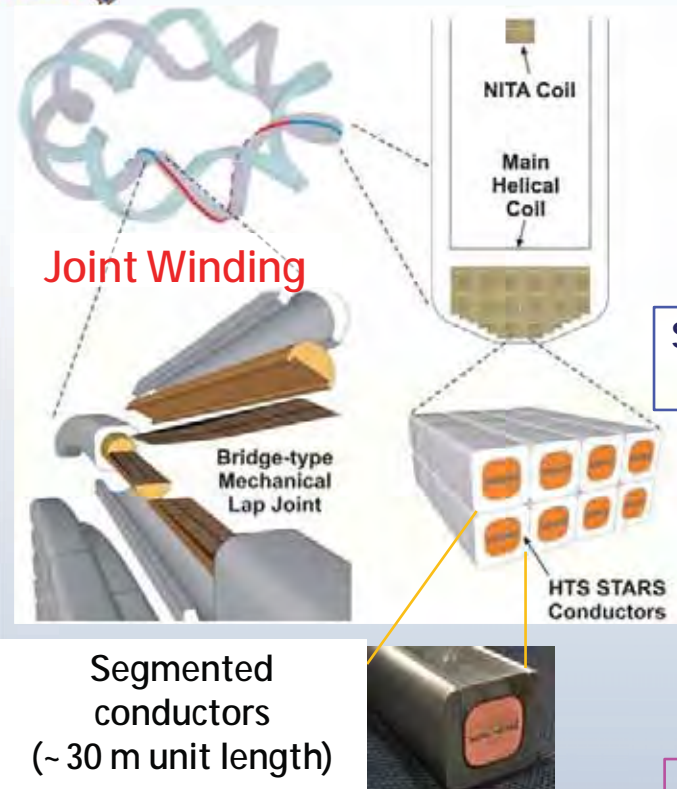 NITA Coil
Main
Helical
Coil
Joint Winding
S
Bridge-type
Mechanical
Lap Joint
HTS STARS
Conductors
Segmented
conductors
(~30 m unit length)